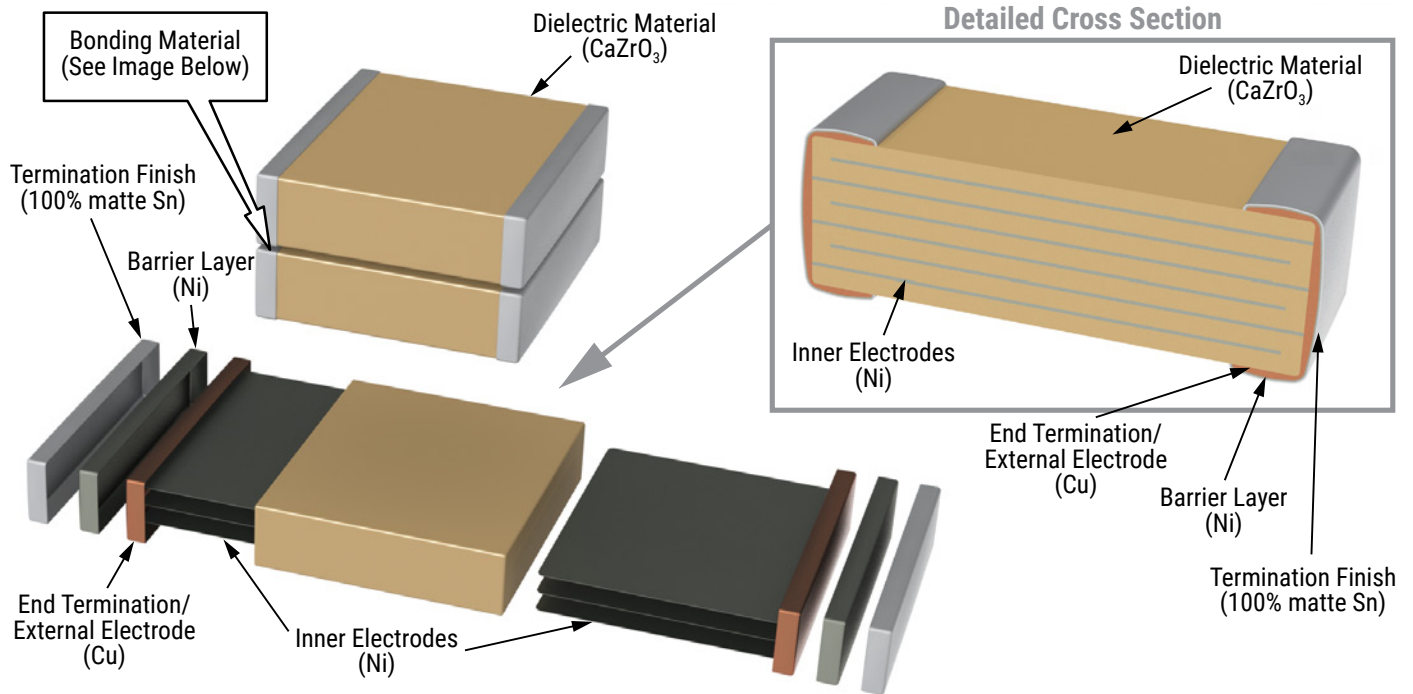 Detailed Cross Section
Bonding Material
(See Image Below)
Dielectric Material
(CaZrO₃)
Termination Finish
(100% matte Sn)
Barrier Layer
(Ni)
Dielectric Material
(CaZrO₃)
Inner Electrodes
(Ni)
End Termination/
External Electrode
(Cu)
Barrier Layer
(Ni)
Termination Finish
(100% matte Sn)
End Termination/
External Electrode
(Cu)
Inner Electrodes
(Ni)